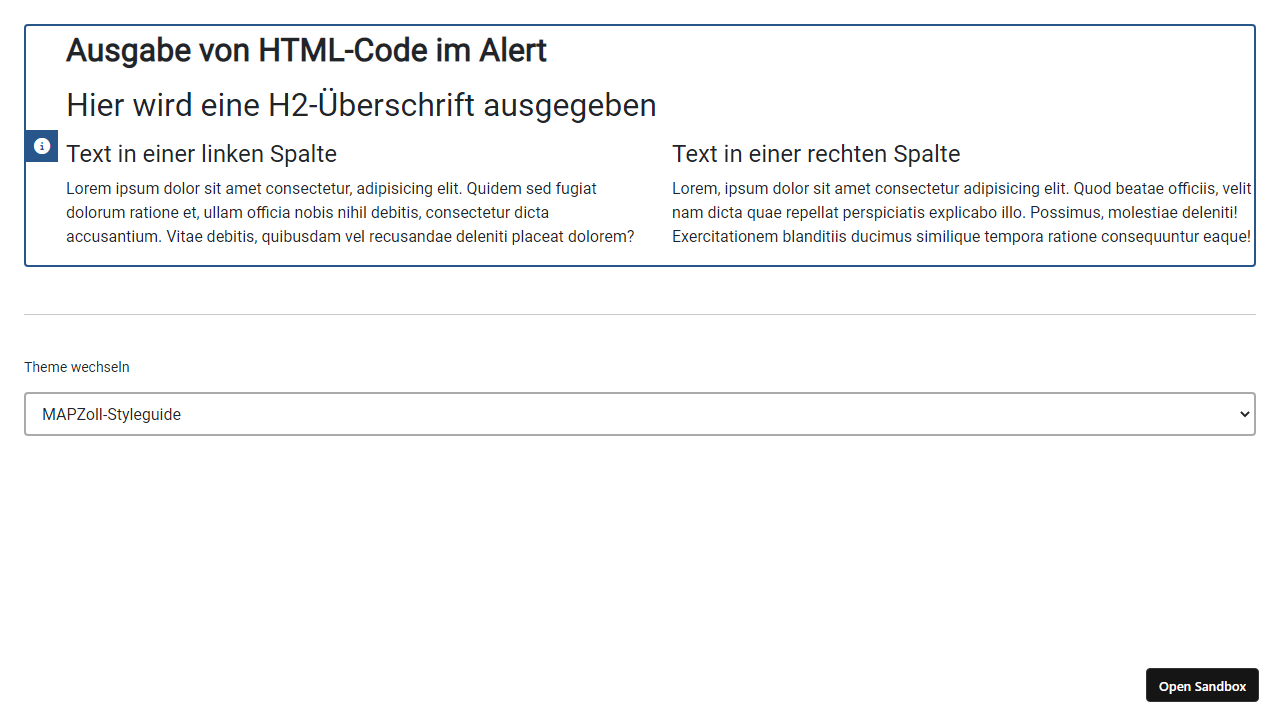 Ausgabe von HTML-Code im Alert
Hier wird eine H2-Überschrift ausgegeben
Text in einer linken Spalte
Lorem ipsum dolor sit amet consectetur, adipisicing elit. Quidem sed fugiat
dolorum ratione et, ullam officia nobis nihil debitis, consectetur dicta
accusantium. Vitae debitis, quibusdam vel recusandae deleniti placeat dolorem?
Text in einer rechten Spalte
Lorem, ipsum dolor sit amet consectetur adipisicing elit. Quod beatae officiis, velit
nam dicta quae repellat perspiciatis explicabo illo. Possimus, molestiae deleniti!
Exercitationem blanditiis ducimus similique tempora ratione consequuntur eaque!
Theme wechseln
MAPZoll-Styleguide
Open Sandbox